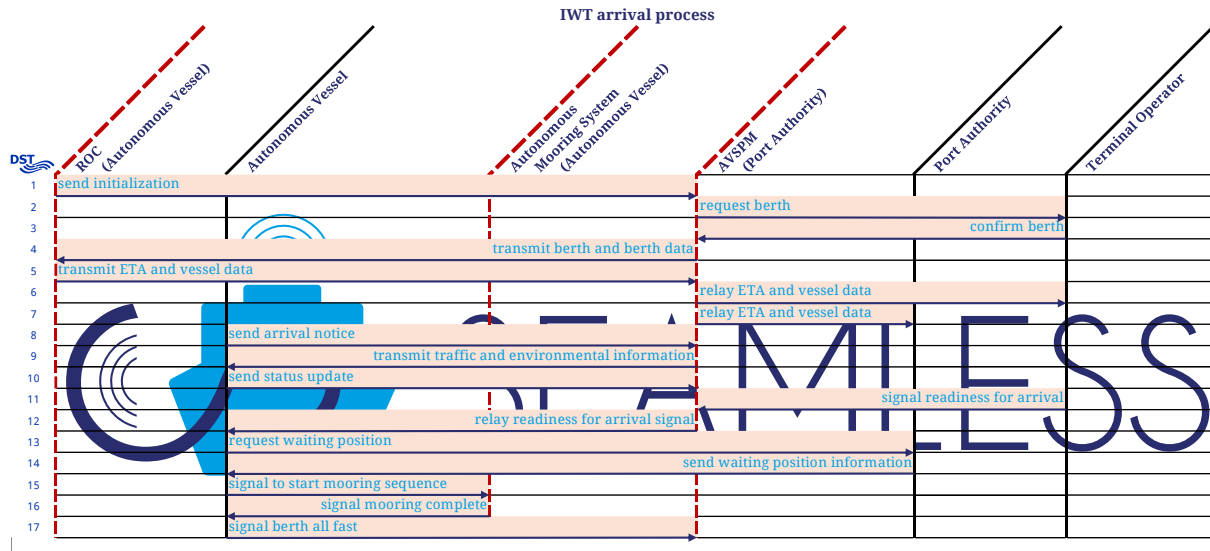 IWT arrival process
ROC
(Autonomous Vessel)
Autonomous Vessel
Autonomous
Mooring System
(Autonomous Vessel)
AVSPM
(Port Authority)
Port Authority
Terminal Operator
DST
1 send initialization
2 request berth
3 confirm berth
4 transmit berth and berth data
5 transmit ETA and vessel data
6 relay ETA and vessel data
7 relay ETA and vessel data
8 send arrival notice
9 transmit traffic and environmental information
10 send status update
11 signal readiness for arrival
12 relay readiness for arrival signal
13 request waiting position
14 send waiting position information
15 signal to start mooring sequence
16 signal mooring complete
17 signal berth all fast
SEAMLESS